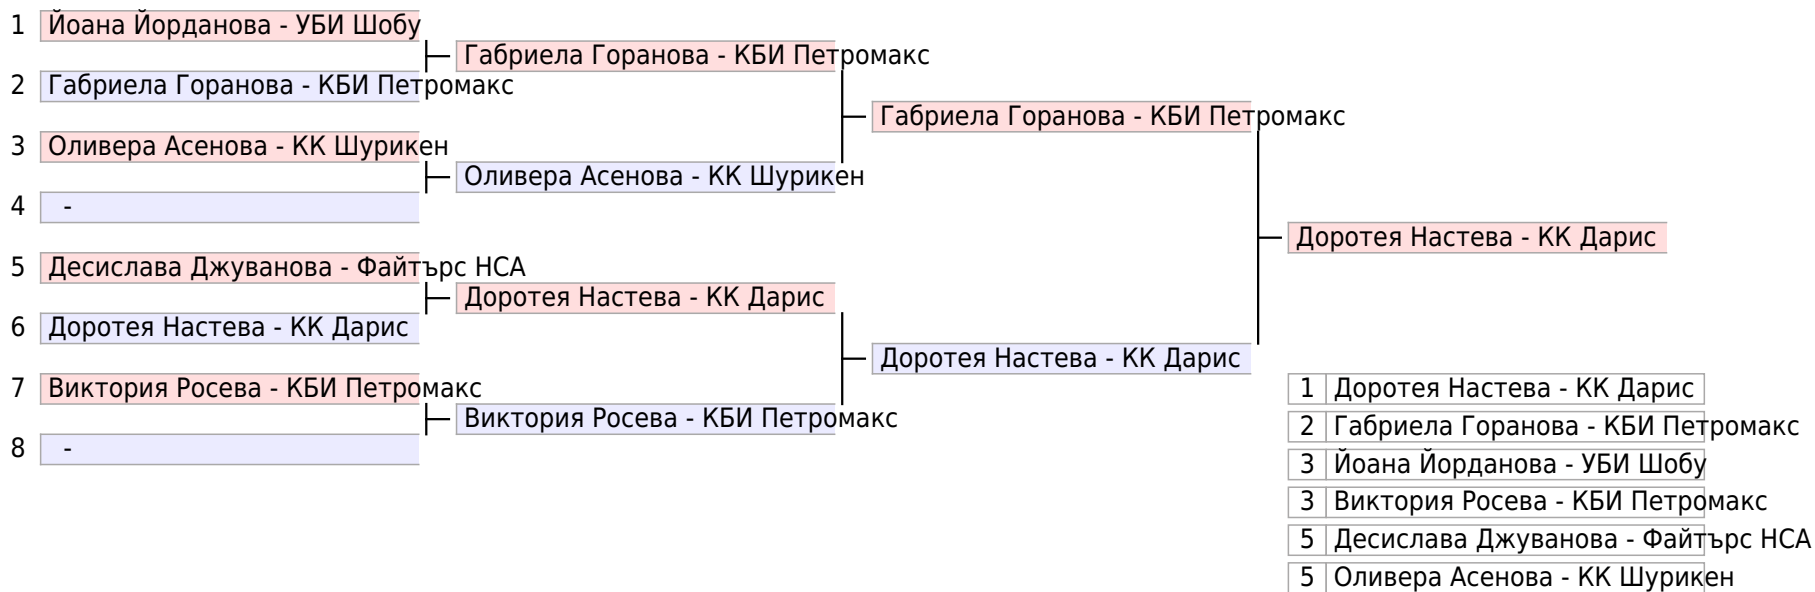 1 Йоана Йорданова - УБИ Шобу
2 Габриела Горанова - КБИ Петромакс
3 Оливера Асенова - КК Шурикен
4 -
5 Десислава Джуванова - Файтърс НСА
6 Доротея Настева - КК Дарис
7 Виктория Росева - КБИ Петромакс
8 -
Габриела Горанова - КБИ Петромакс
Оливера Асенова - КК Шурикен
Доротея Настева - КК Дарис
Виктория Росева - КБИ Петромакс
Габриела Горанова - КБИ Петромакс
Доротея Настева - КК Дарис
Доротея Настева - КК Дарис
1 Доротея Настева - КК Дарис
2 Габриела Горанова - КБИ Петромакс
3 Йоана Йорданова - УБИ Шобу
3 Виктория Росева - КБИ Петромакс
5 Десислава Джуванова - Файтърс НСА
5 Оливера Асенова - КК Шурикен